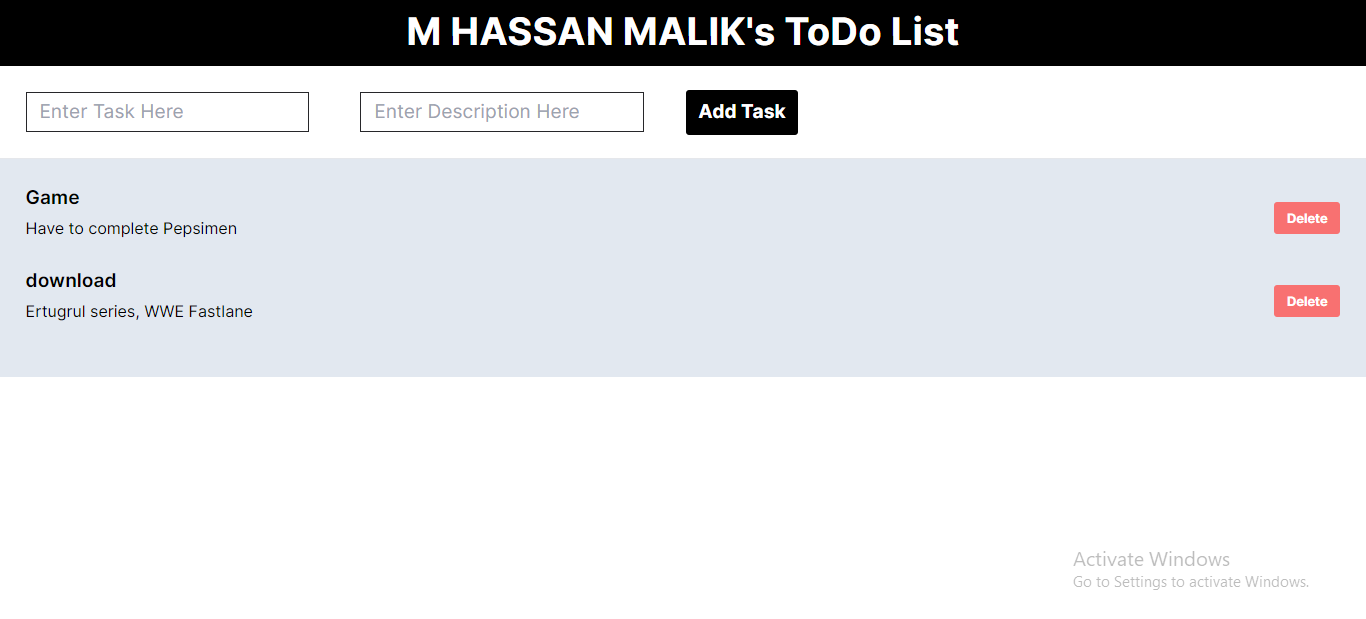 M HASSAN MALIK's ToDo List
Enter Task Here
Enter Description Here
Add Task
Game
Have to complete Pepsimen
Delete
download
Ertugrul series, WWE Fastlane
Delete
Activate Windows
Go to Settings to activate Windows.